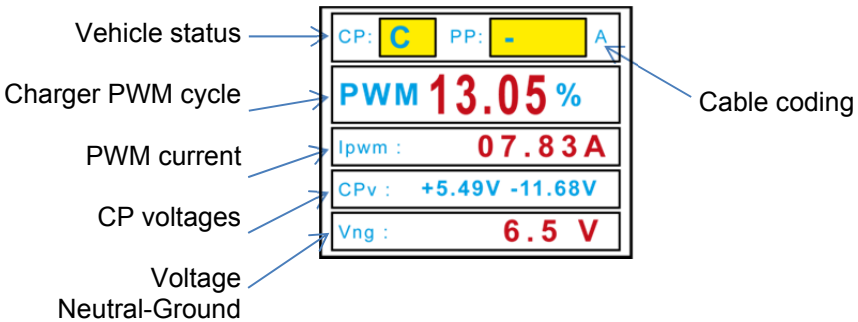 Vehicle status
CP: C PP: - A
Charger PWM cycle
PWM 13.05 %
Cable coding
PWM current
Ipwm : 07.83A
CP voltages
CPv : +5.49V -11.68V
Voltage
Neutral-Ground
Vng : 6.5 V